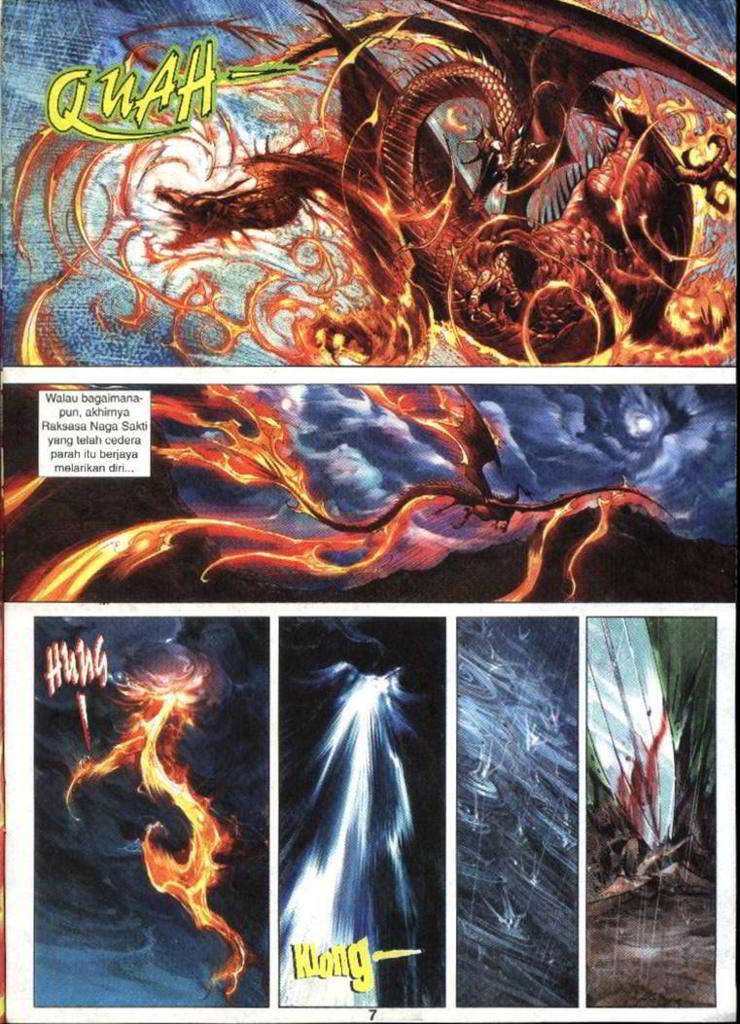 QUAH—
Walau bagaimana-
pun, akhirnya
Raksasa Naga Sakti
yang telah cedera
parah itu berjaya
melarikan diri...
HUNG
Klong—
7